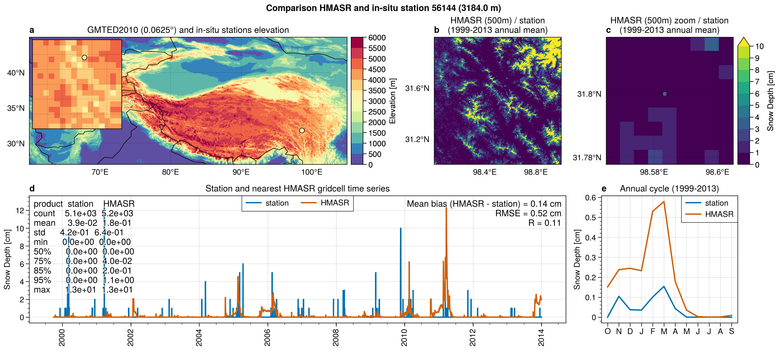 Comparison HMASR and in-situ station 56144 (3184.0 m)
a GMTED2010 (0.0625°) and in-situ stations elevation
40°N
35°N
30°N
70°E 80°E 90°E 100°E
6000
5500
5000
4500
4000
3500
3000
2500
2000
1500
1000
500
0
Elevation [m]
b HMASR (500m) / station
(1999-2013 annual mean)
31.6°N
31.2°N
98.4°E 98.8°E
c HMASR (500m) zoom / station
(1999-2013 annual mean)
31.8°N
31.78°N
98.58°E 98.6°E
10
9
8
7
6
5
4
3
2
1
0
Snow Depth [cm]
d Station and nearest HMASR gridcell time series
product station HMASR
count 5.1e+03 5.2e+03
mean 3.9e-02 1.8e-01
std 4.2e-01 6.4e-01
min 0.0e+00 0.0e+00
50% 0.0e+00 0.0e+00
75% 0.0e+00 4.0e-02
85% 0.0e+00 2.0e-01
95% 0.0e+00 1.1e+00
max 1.3e+01 1.3e+01
station HMASR
Mean bias (HMASR - station) = 0.14 cm
RMSE = 0.52 cm
R = 0.11
12
10
8
6
4
2
0
Snow Depth [cm]
2000 2002 2004 2006 2008 2010 2012 2014
e Annual cycle (1999-2013)
station
HMASR
0.6
0.5
0.4
0.3
0.2
0.1
0
Snow Depth [cm]
O N D J F M A M J J A S